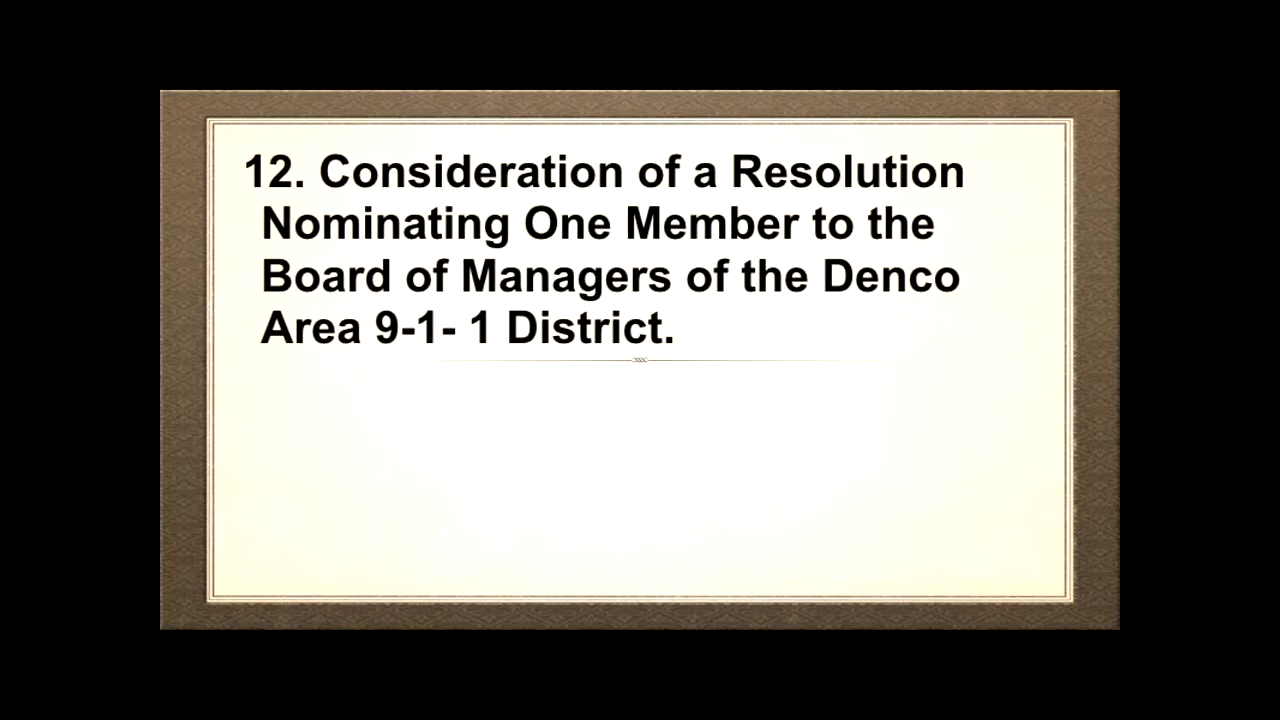 12. Consideration of a Resolution
Nominating One Member to the
Board of Managers of the Denco
Area 9-1- 1 District.